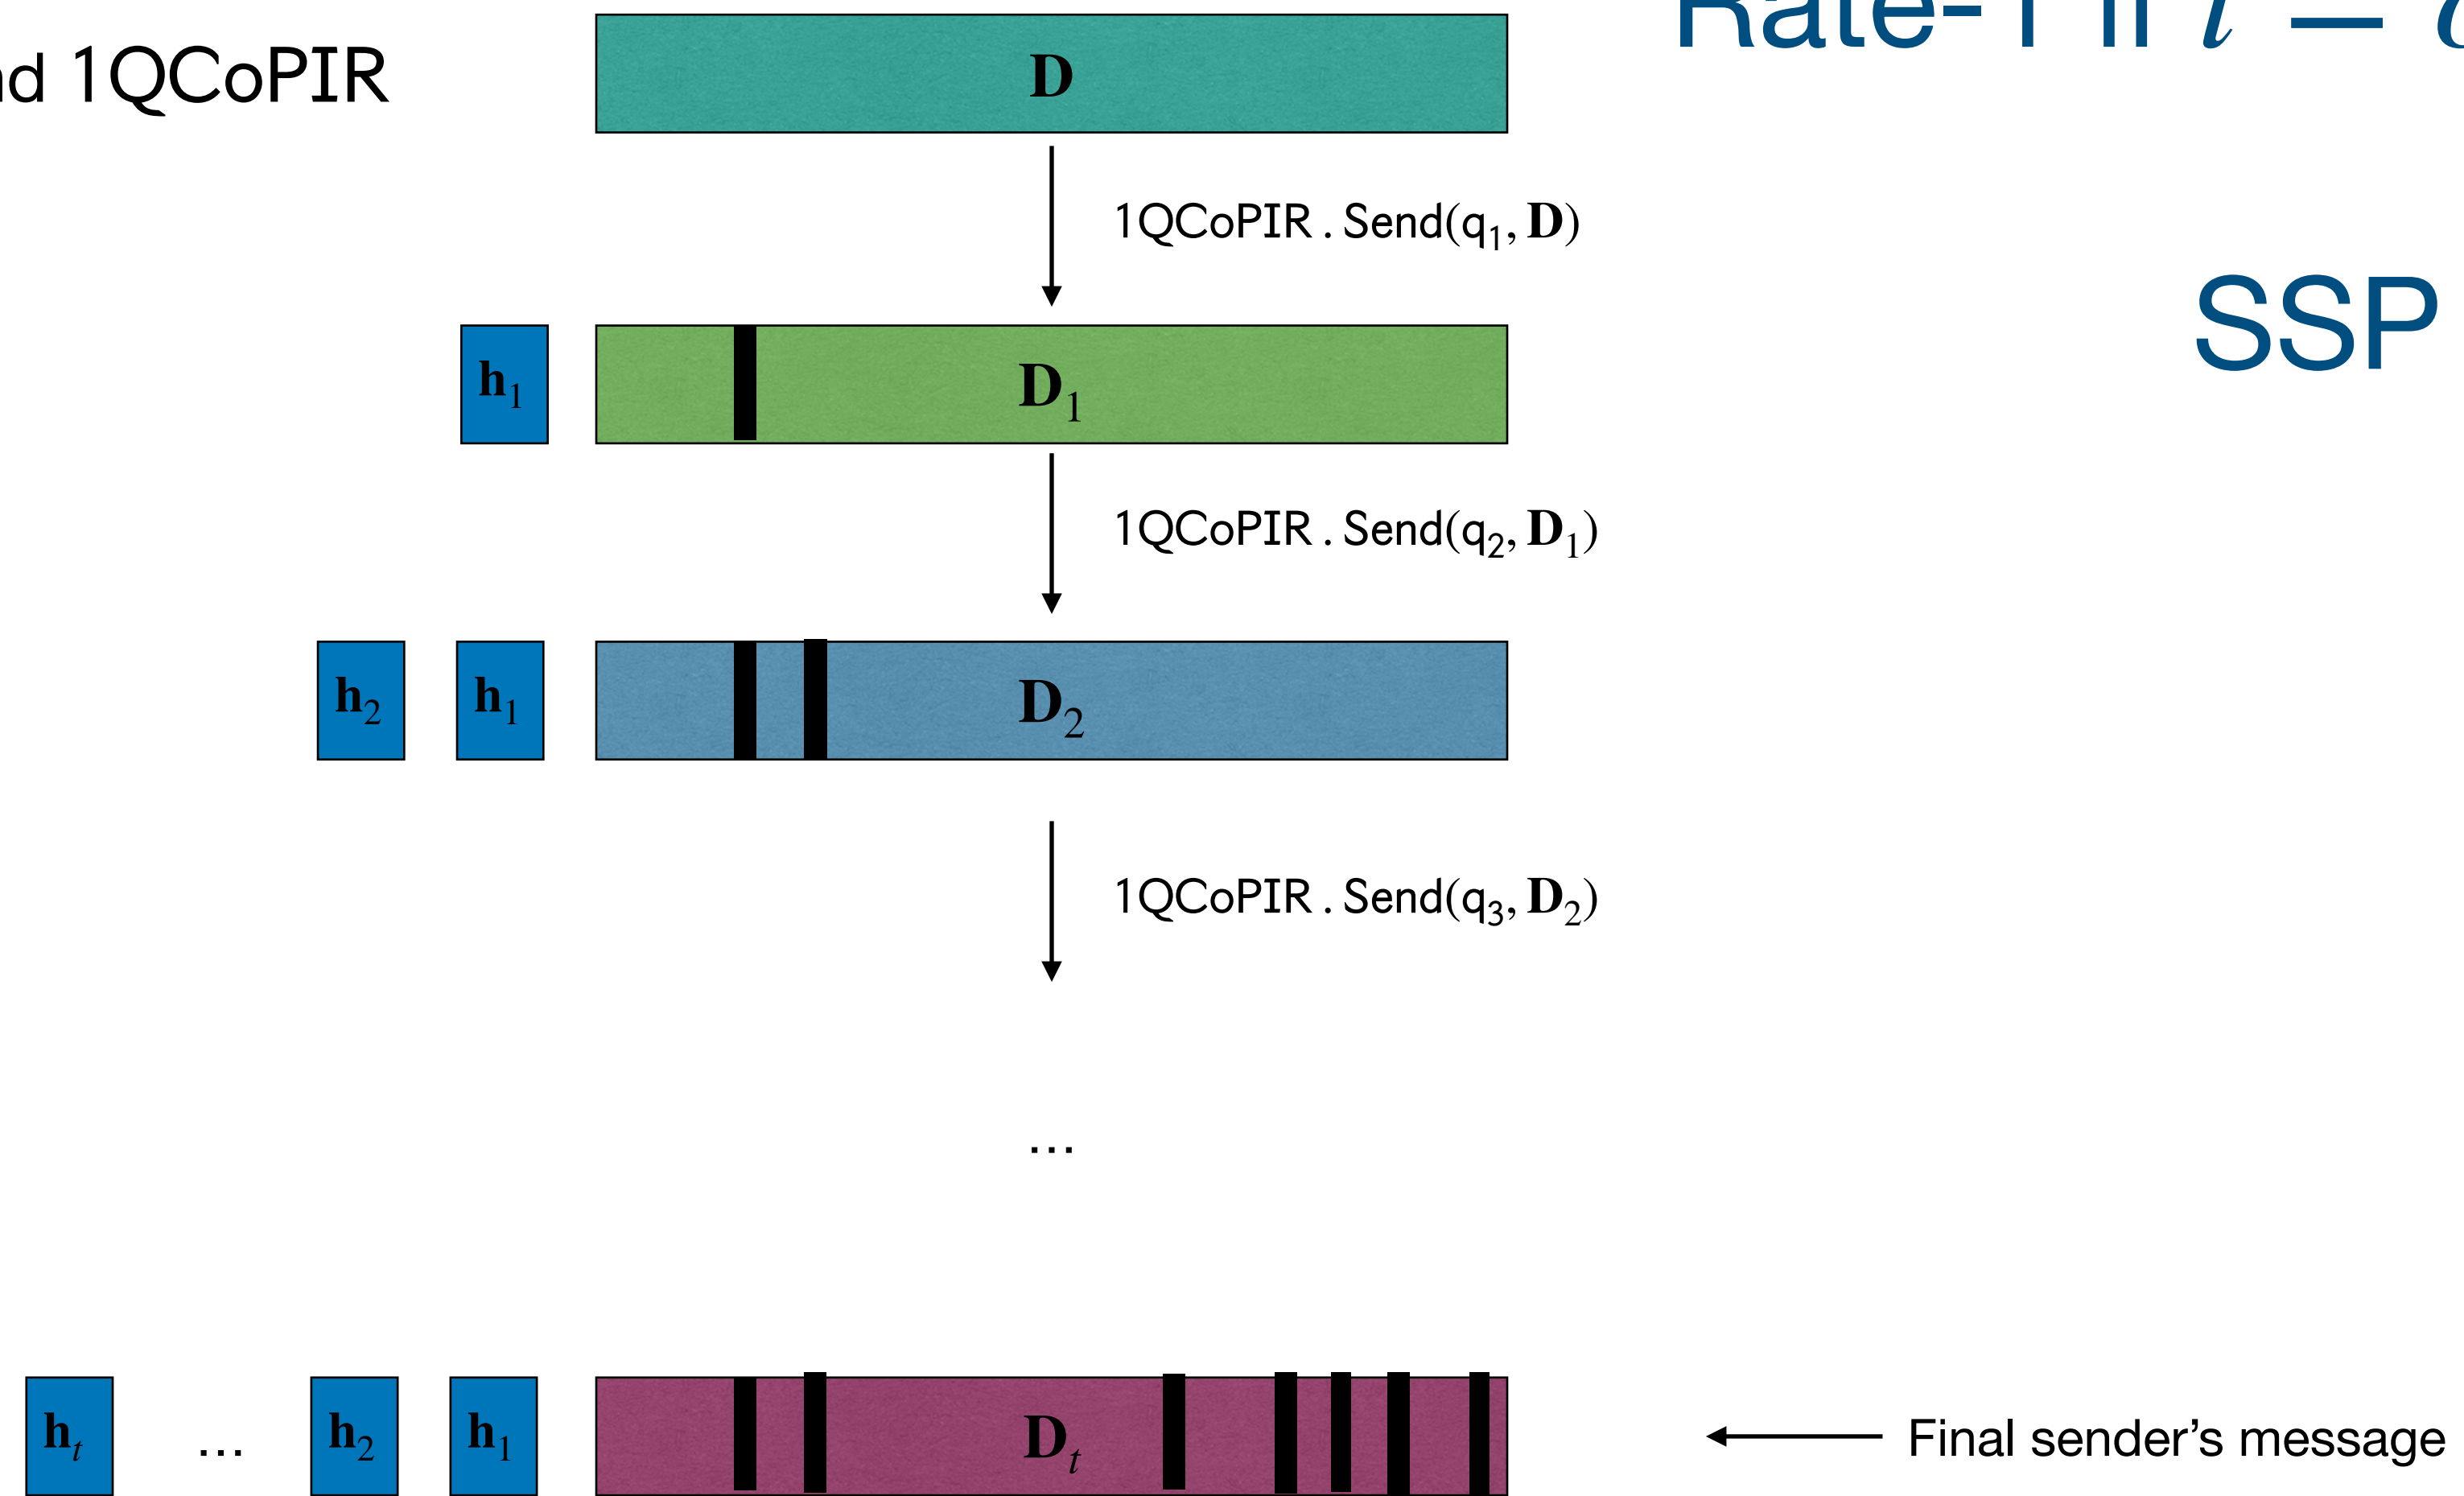 1QCoPIR
D
1QCoPIR . Send(q₁, D)
SSP
h₁
D₁
1QCoPIR . Send(q₂, D₁)
h₂ h₁
D₂
1QCoPIR . Send(q₃, D₂)
...
hₜ ... h₂ h₁
Dₜ
Final sender's message